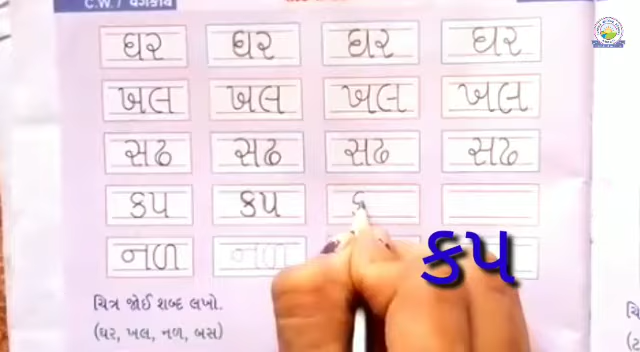 C.W. / વર્ગકાર્ય
ઘર ઘર ઘર ઘર
ખલ ખલ ખલ ખલ
સઢ સઢ સઢ સઢ
કપ કપ
કપ
નળ નળ
ચિત્ર જોઈ શબ્દ લખો.
(ઘર, ખલ, નળ, બસ)